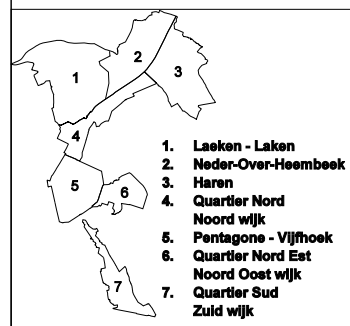 1
2
3
4
5
6
7
1. Laeken - Laken
2. Neder-Over-Heembeek
3. Haren
4. Quartier Nord
Noord wijk
5. Pentagone - Vijfhoek
6. Quartier Nord Est
Noord Oost wijk
7. Quartier Sud
Zuid wijk